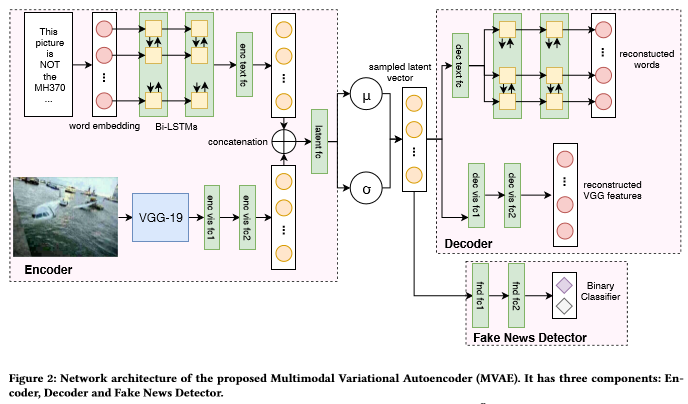 This
picture
is
NOT
the
MH370
...
word embedding
Bi-LSTMs
enc text fc
concatenation
VGG-19
enc vis fc1
enc vis fc2
Encoder
latent fc
μ
σ
sampled latent
vector
dec text fc
reconstucted
words
dec vis fc1
dec vis fc2
reconstructed
VGG features
Decoder
fnd fc1
fnd fc2
Binary
Classifier
Fake News Detector
Figure 2: Network architecture of the proposed Multimodal Variational Autoencoder (MVAE). It has three components: En-
coder, Decoder and Fake News Detector.